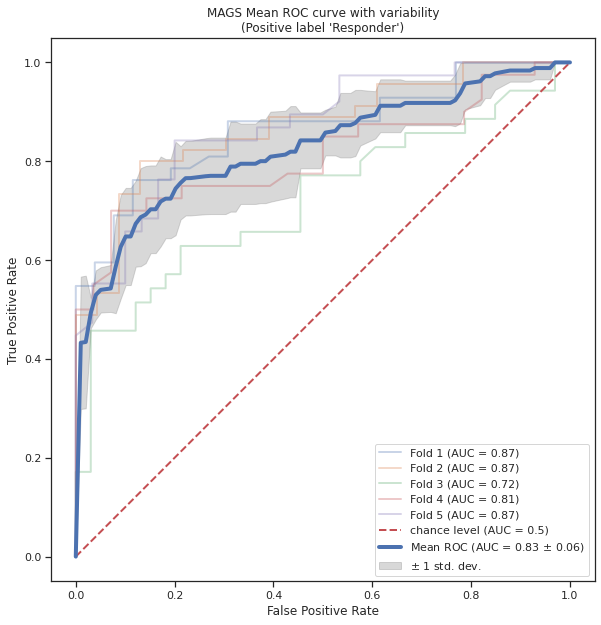 MAGS Mean ROC curve with variability
(Positive label 'Responder')
True Positive Rate
1.0
0.8
0.6
0.4
0.2
0.0
Fold 1 (AUC = 0.87)
Fold 2 (AUC = 0.87)
Fold 3 (AUC = 0.72)
Fold 4 (AUC = 0.81)
Fold 5 (AUC = 0.87)
chance level (AUC = 0.5)
Mean ROC (AUC = 0.83 ± 0.06)
± 1 std. dev.
0.0 0.2 0.4 0.6 0.8 1.0
False Positive Rate